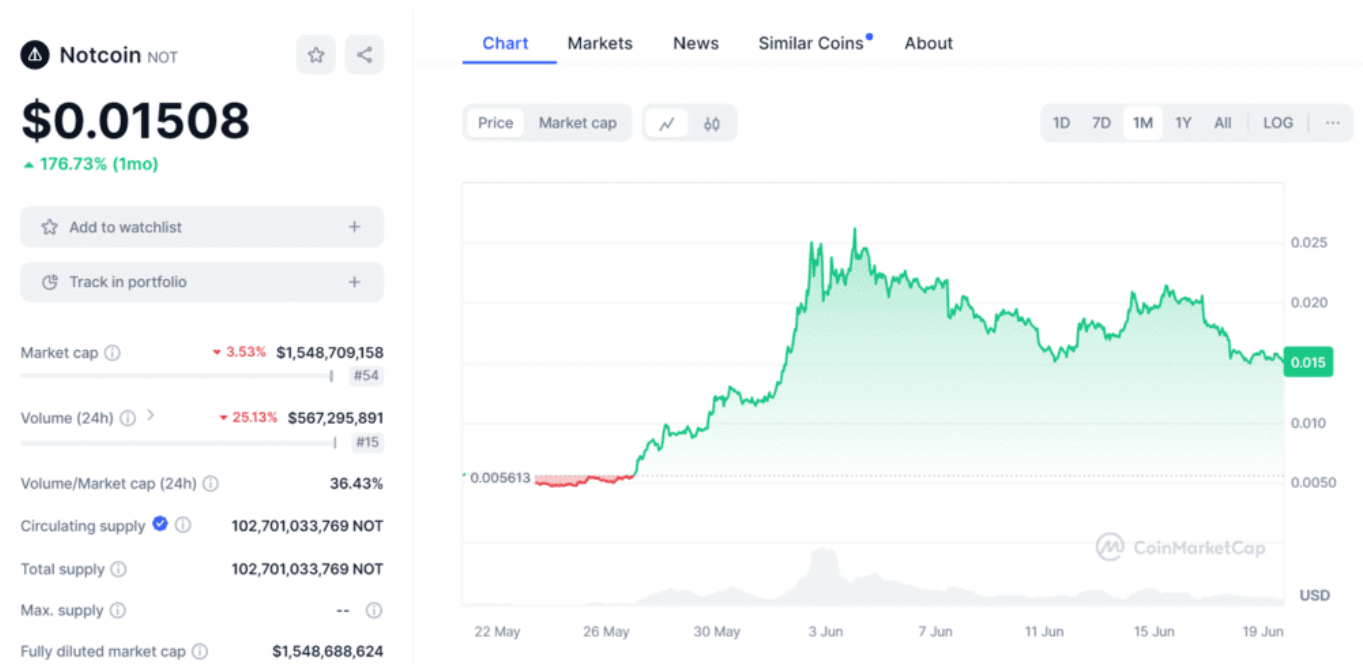 Notcoin NOT
$0.01508
176.73% (1mo)
Add to watchlist
Track in portfolio
Market cap 3.53% $1,548,709,158
#54
Volume (24h) 25.13% $567,295,891
#15
Volume/Market cap (24h) 36.43%
Circulating supply 102,701,033,769 NOT
Total supply 102,701,033,769 NOT
Max. supply --
Fully diluted market cap $1,548,688,624
Chart Markets News Similar Coins About
Price Market cap 1D 7D 1M 1Y All LOG ...
0.025
0.020
0.015
0.010
0.005613
0.0050
CoinMarketCap
USD
22 May 26 May 30 May 3 Jun 7 Jun 11 Jun 15 Jun 19 Jun